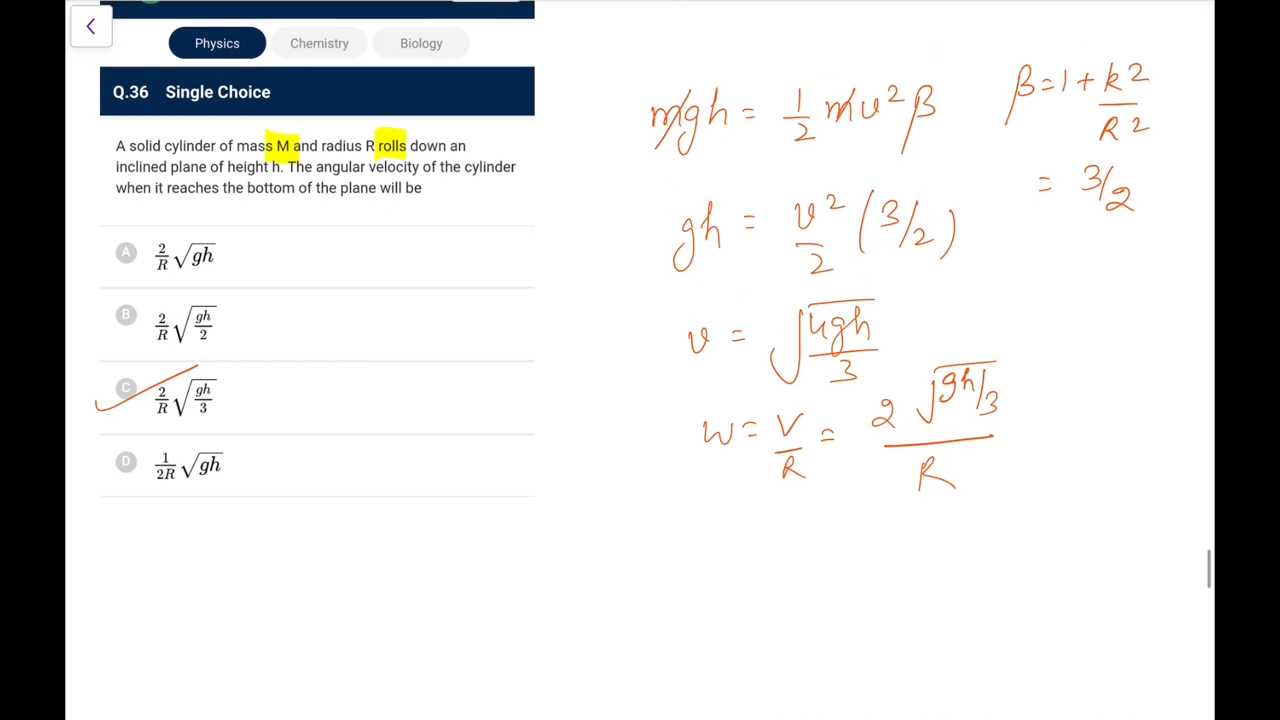 Physics Chemistry Biology
Q.36 Single Choice
A solid cylinder of mass M and radius R rolls down an
inclined plane of height h. The angular velocity of the cylinder
when it reaches the bottom of the plane will be
A 2/R √gh
B 2/R √(gh/2)
C 2/R √(gh/3)
D 1/2R √gh
mgh = 1/2 mv²β
β = 1 + k²/R²
= 3/2
gh = v²/2 (3/2)
v = √(4gh/3)
w = v/R = 2√(gh/3)/R